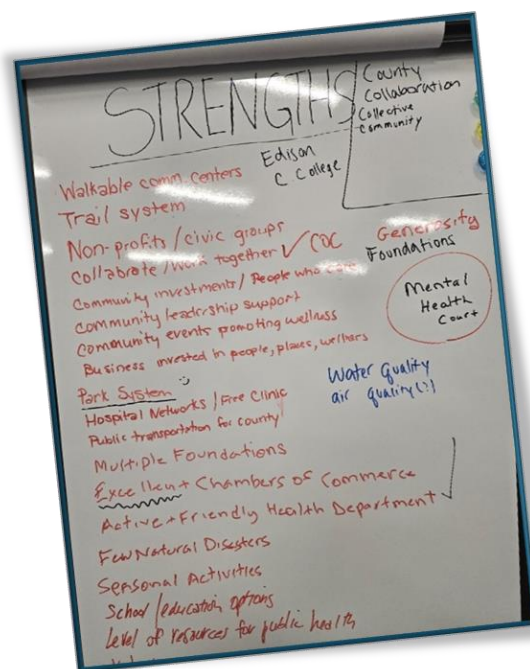 STRENGTHS
County
Collaboration
Collective
Community
Edison
C. College
Walkable comm. centers
Trail system
Non-profits/civic groups
Collaborate/work together ✓ COC
Generosity
Foundations
Community investments/People who
Community leadership support
Community events pomoting wellness
Business invested in people, places,
Mental
Health
Court
Water Quality
air quality(?)
Park System
Hospital Networks/Free Clinic
Public transportation for county
Multiple Foundations
Excellent Chambers of Commerce
Active + Friendly Health Department ✓
Few Natural Disasters
Seasonal Activities
School/education options
Level of resources for public health